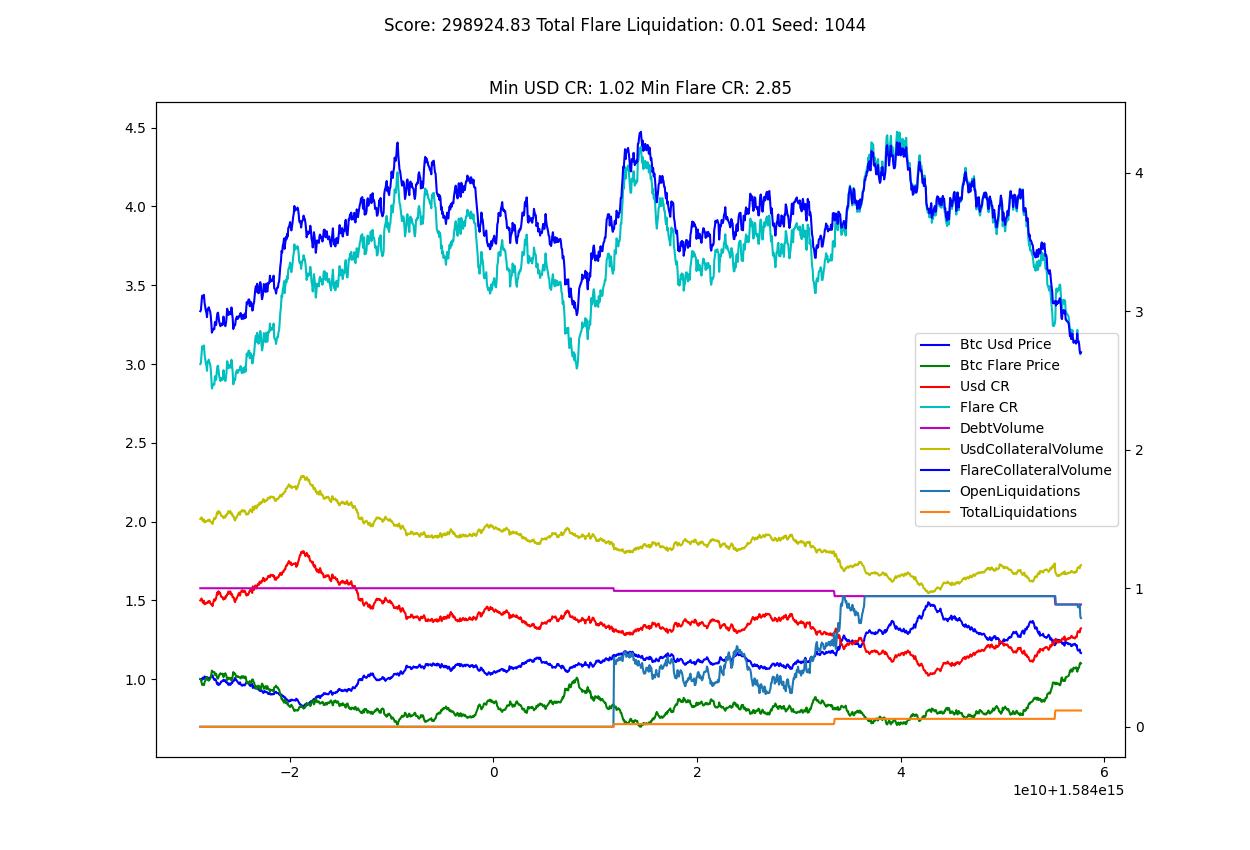 Score: 298924.83 Total Flare Liquidation: 0.01 Seed: 1044
Min USD CR: 1.02 Min Flare CR: 2.85
4.5
4.0
3.5
3.0
2.5
2.0
1.5
1.0
4
3
2
1
0
Btc Usd Price
Btc Flare Price
Usd CR
Flare CR
DebtVolume
UsdCollateralVolume
FlareCollateralVolume
OpenLiquidations
TotalLiquidations
−2 0 2 4 6
1e10+1.584e15